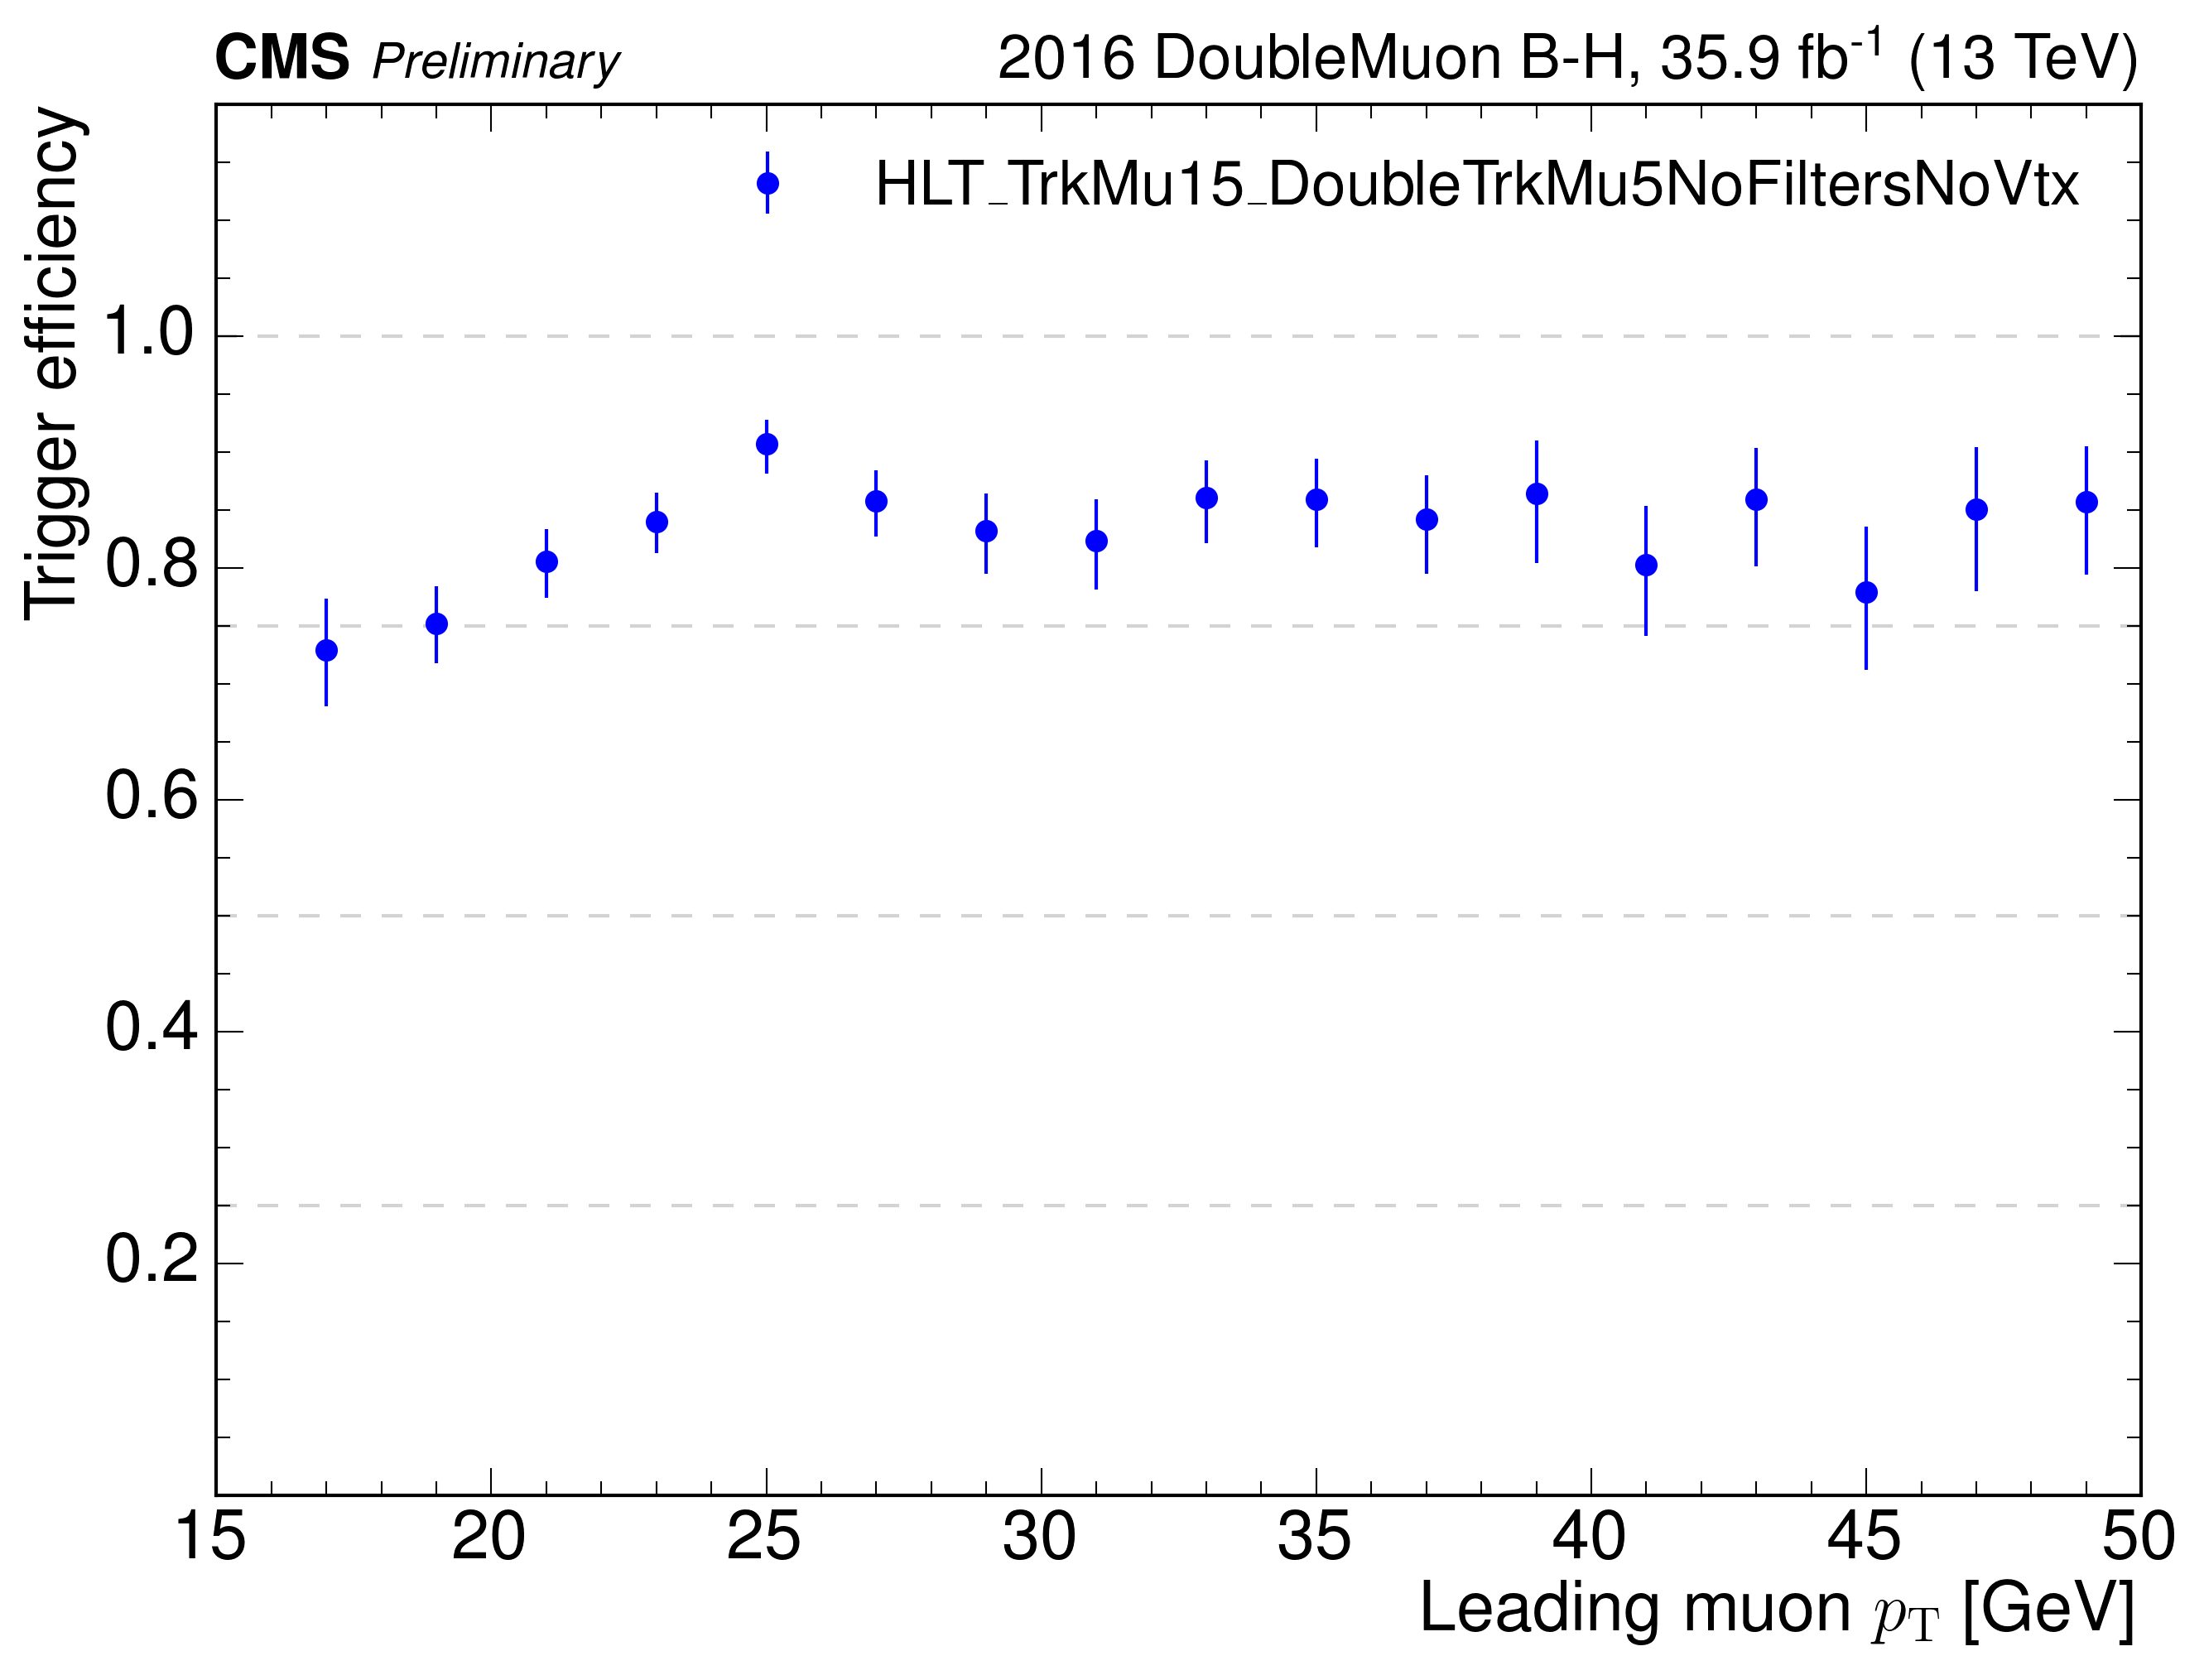 CMS Preliminary 2016 DoubleMuon B-H, 35.9 fb-1 (13 TeV)
Trigger efficiency
HLT_TrkMu15_DoubleTrkMu5NoFiltersNoVtx
1.0
0.8
0.6
0.4
0.2
15 20 25 30 35 40 45 50
Leading muon pT [GeV]